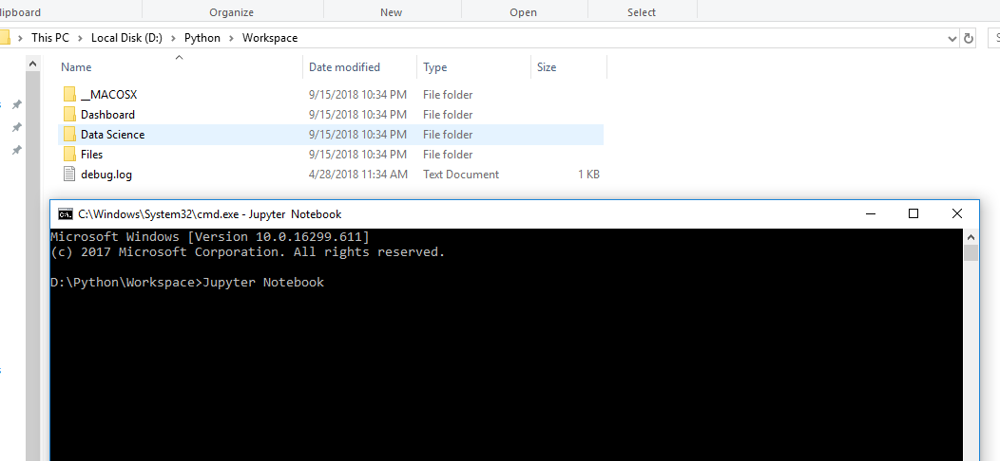 lipboard Organize New Open Select
This PC Local Disk (D:) Python Workspace
Name Date modified Type Size
__MACOSX 9/15/2018 10:34 PM File folder
Dashboard 9/15/2018 10:34 PM File folder
Data Science 9/15/2018 10:34 PM File folder
Files 9/15/2018 10:34 PM File folder
debug.log 4/28/2018 11:34 AM Text Document 1 KB
C:\Windows\System32\cmd.exe - Jupyter Notebook
Microsoft Windows [Version 10.0.16299.611]
(c) 2017 Microsoft Corporation. All rights reserved.
D:\Python\Workspace>Jupyter Notebook